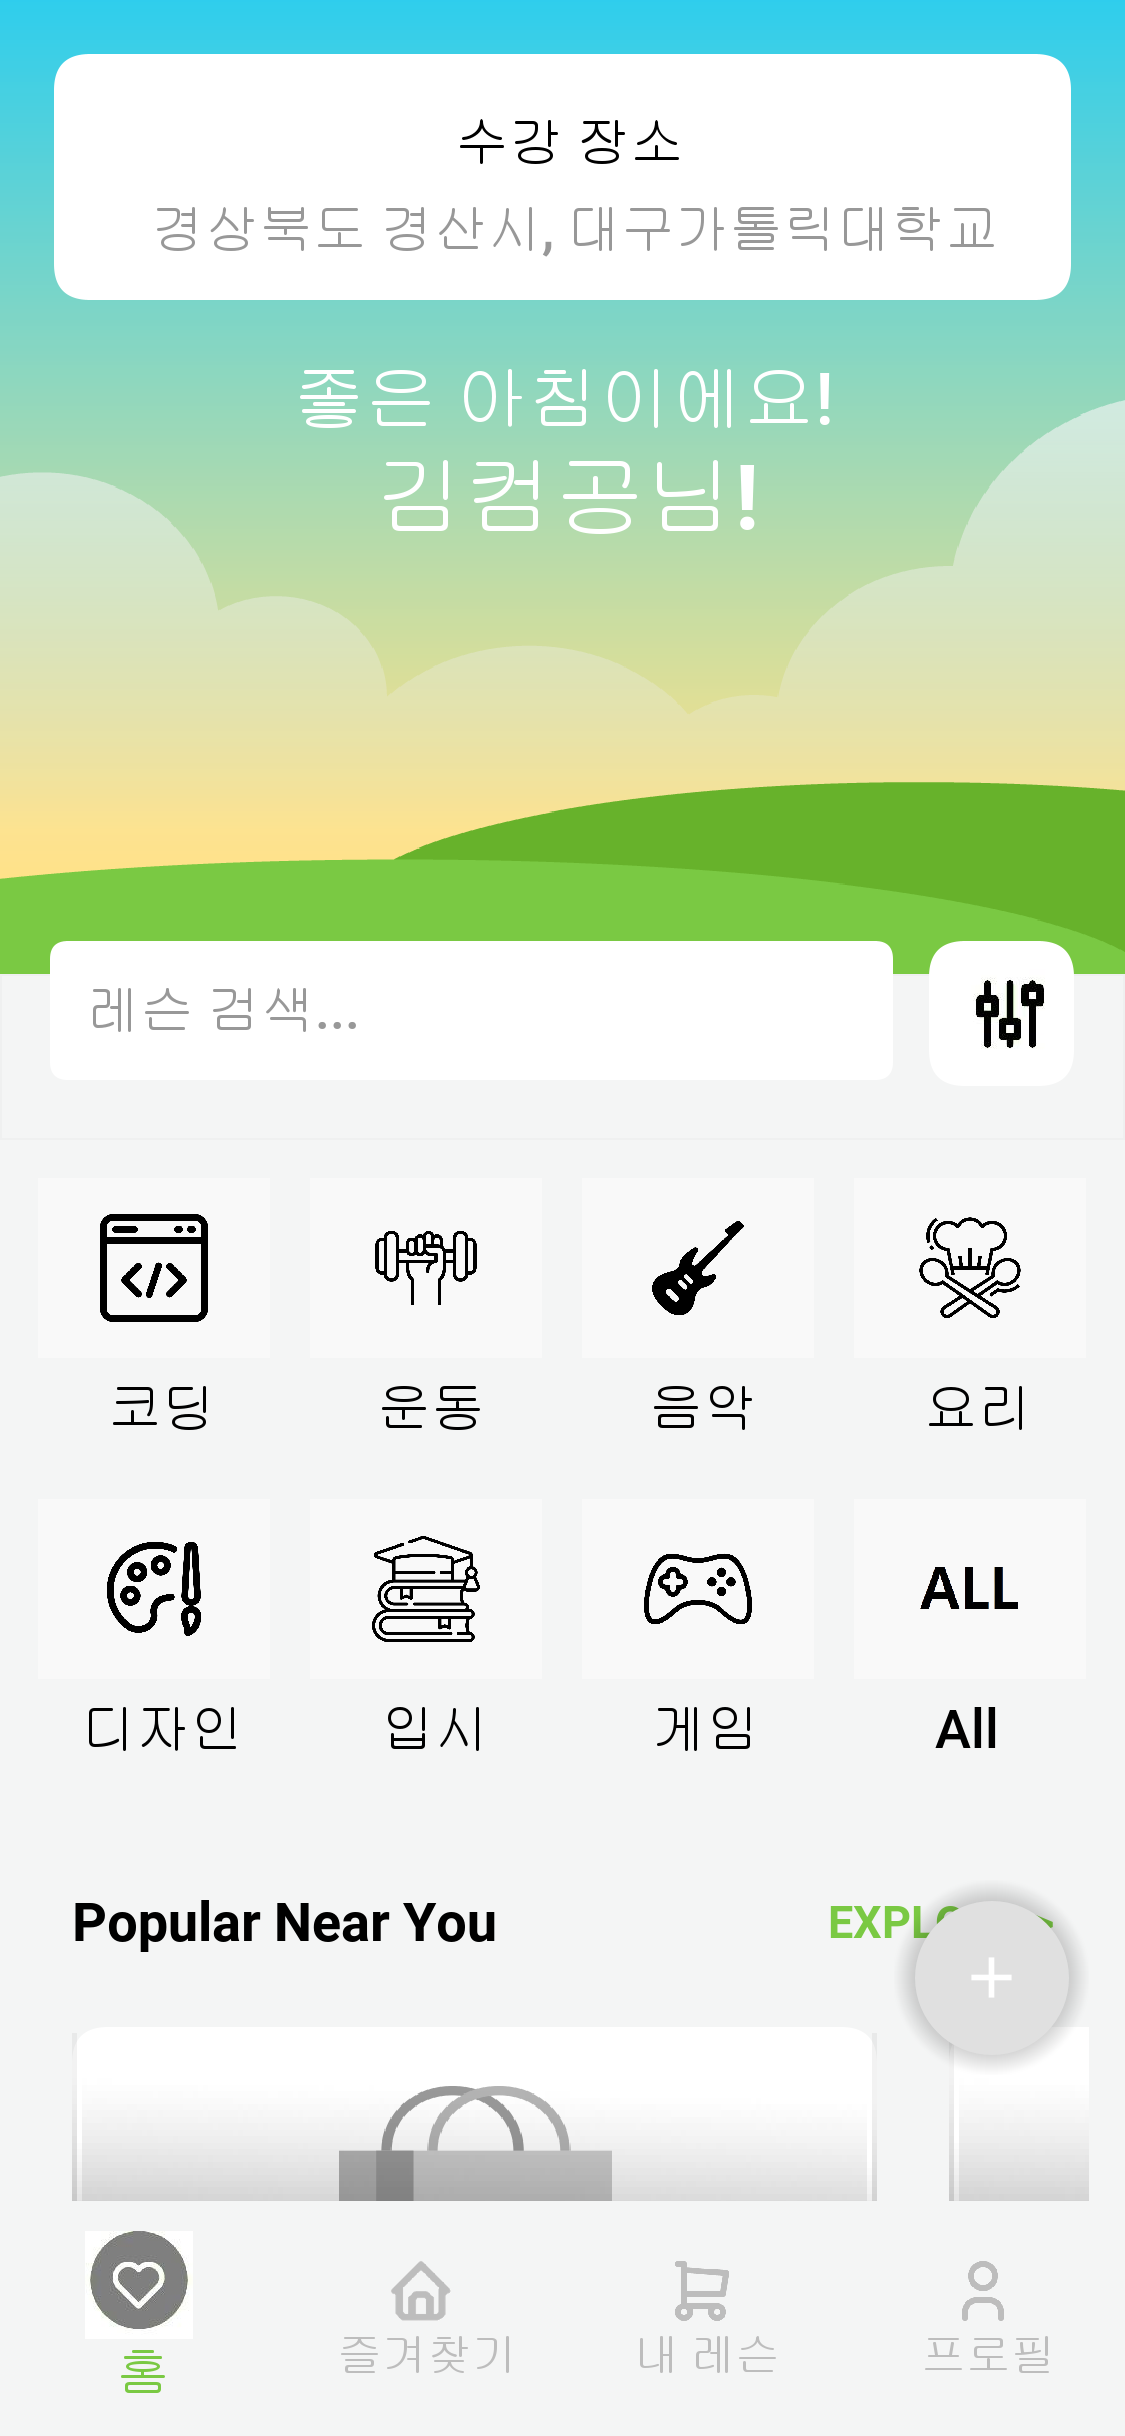 수강 장소
경상북도 경산시, 대구가톨릭대학교
좋은 아침이에요!
김컴공님!
레슨 검색...
코딩 운동 음악 요리
ALL
디자인 입시 게임 All
Popular Near You
홈 즐겨찾기 내 레슨 프로필